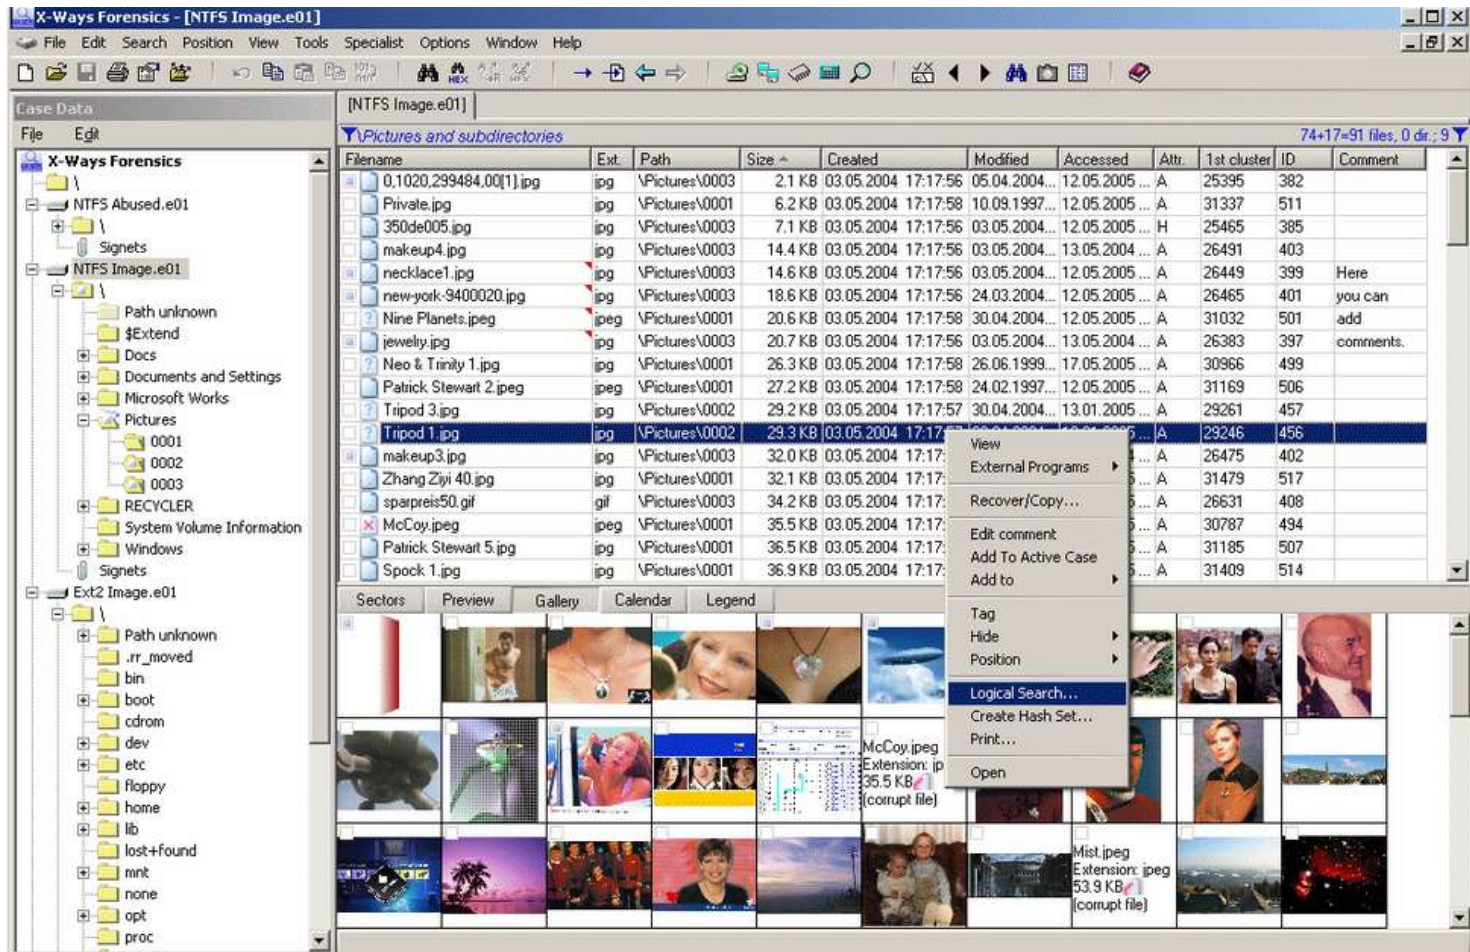 X-Ways Forensics - [NTFS Image.e01]
File Edit Search Position View Tools Specialist Options Window Help
Case Data
File Edit
X-Ways Forensics
\
NTFS Abused.e01
\
Signets
NTFS Image.e01
\
Path unknown
$Extend
Docs
Documents and Settings
Microsoft Works
Pictures
0001
0002
0003
RECYCLER
System Volume Information
Windows
Signets
Ext2 Image.e01
\
Path unknown
.rr_moved
bin
boot
cdrom
dev
etc
floppy
home
lib
lost+found
mnt
none
opt
proc
[NTFS Image.e01]
\Pictures and subdirectories 74+17=91 files, 0 dir.; 9
Filename Ext. Path Size Created Modified Accessed Attr. 1st cluster ID Comment
0,1020,299484,00[1].jpg jpg \Pictures\0003 2.1 KB 03.05.2004 17:17:56 05.04.2004... 12.05.2005 ... A 25395 382
Private.jpg jpg \Pictures\0001 6.2 KB 03.05.2004 17:17:58 10.09.1997... 12.05.2005 ... A 31337 511
350de005.jpg jpg \Pictures\0003 7.1 KB 03.05.2004 17:17:56 03.05.2004... 12.05.2005 ... H 25465 385
makeup4.jpg jpg \Pictures\0003 14.4 KB 03.05.2004 17:17:56 03.05.2004... 13.05.2004 ... A 26491 403
necklace1.jpg jpg \Pictures\0003 14.6 KB 03.05.2004 17:17:56 03.05.2004... 12.05.2005 ... A 26449 399 Here
new-york-9400020.jpg jpg \Pictures\0003 18.6 KB 03.05.2004 17:17:56 24.03.2004... 12.05.2005 ... A 26465 401 you can
Nine Planets.jpeg jpeg \Pictures\0001 20.6 KB 03.05.2004 17:17:58 30.04.2004... 12.05.2005 ... A 31032 501 add
jewelry.jpg jpg \Pictures\0003 20.7 KB 03.05.2004 17:17:56 03.05.2004... 13.05.2004 ... A 26383 397 comments.
Neo & Trinity 1.jpg jpg \Pictures\0001 26.3 KB 03.05.2004 17:17:58 26.06.1999... 17.05.2005 ... A 30966 499
Patrick Stewart 2.jpeg jpeg \Pictures\0001 27.2 KB 03.05.2004 17:17:58 24.02.1997... 12.05.2005 ... A 31169 506
Tripod 3.jpg jpg \Pictures\0002 29.2 KB 03.05.2004 17:17:57 30.04.2004... 13.01.2005 ... A 29261 457
Tripod 1.jpg jpg \Pictures\0002 29.3 KB 03.05.2004 A 29246 456
makeup3.jpg jpg \Pictures\0003 32.0 KB 03.05.2004 17:17: A 26475 402
Zhang Ziyi 40.jpg jpg \Pictures\0001 32.1 KB 03.05.2004 17:17: A 31479 517
sparpreis50.gif gif \Pictures\0003 34.2 KB 03.05.2004 17:17: A 26631 408
McCoy.jpeg jpeg \Pictures\0001 35.5 KB 03.05.2004 17:17: A 30787 494
Patrick Stewart 5.jpg jpg \Pictures\0001 36.5 KB 03.05.2004 17:17: A 31185 507
Spock 1.jpg jpg \Pictures\0001 36.9 KB 03.05.2004 17:17: A 31409 514
View
External Programs
Recover/Copy...
Edit comment
Add To Active Case
Add to
Tag
Hide
Position
Logical Search...
Create Hash Set...
Print...
Open
Sectors Preview Gallery Calendar Legend
McCoy.jpeg
Extension: jp
35.5 KB
(corrupt file)
Mist.jpeg
Extension: jpeg
53.9 KB
(corrupt file)